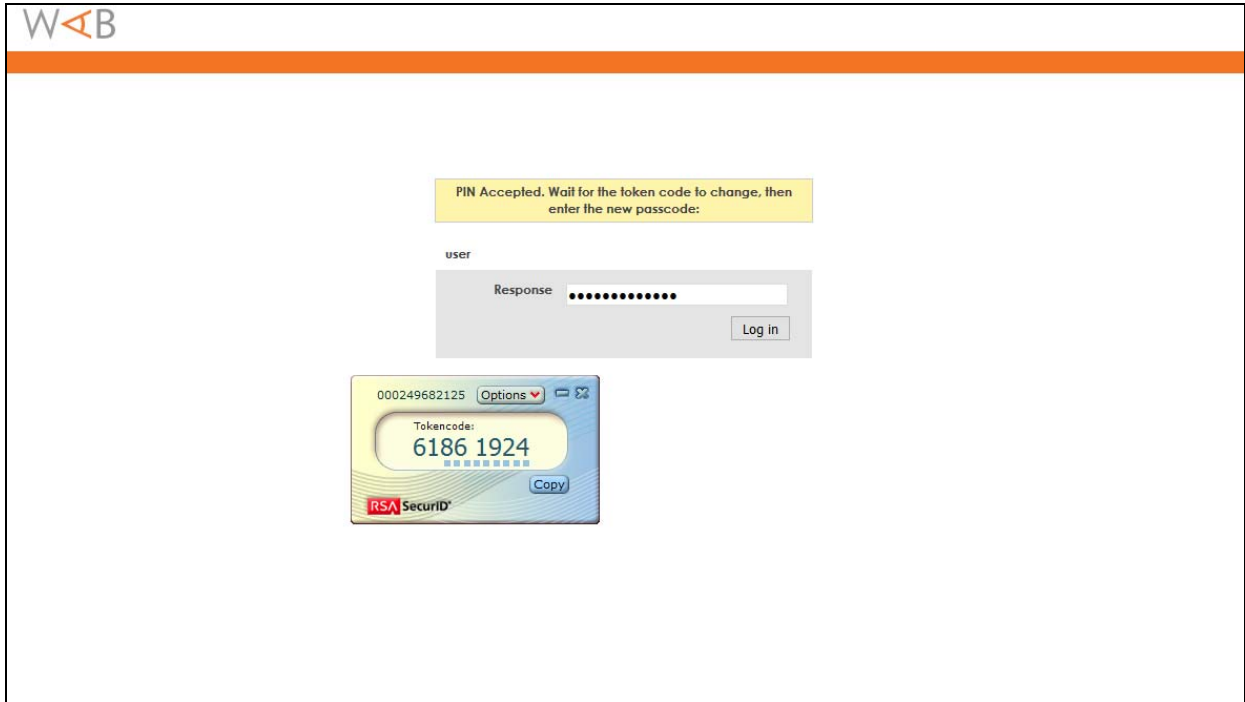 WAB
PIN Accepted. Wait for the token code to change, then
enter the new passcode:
user
Response •••••••••••••
Log in
000249682125 Options
Tokencode:
6186 1924
Copy
RSA SecurID®